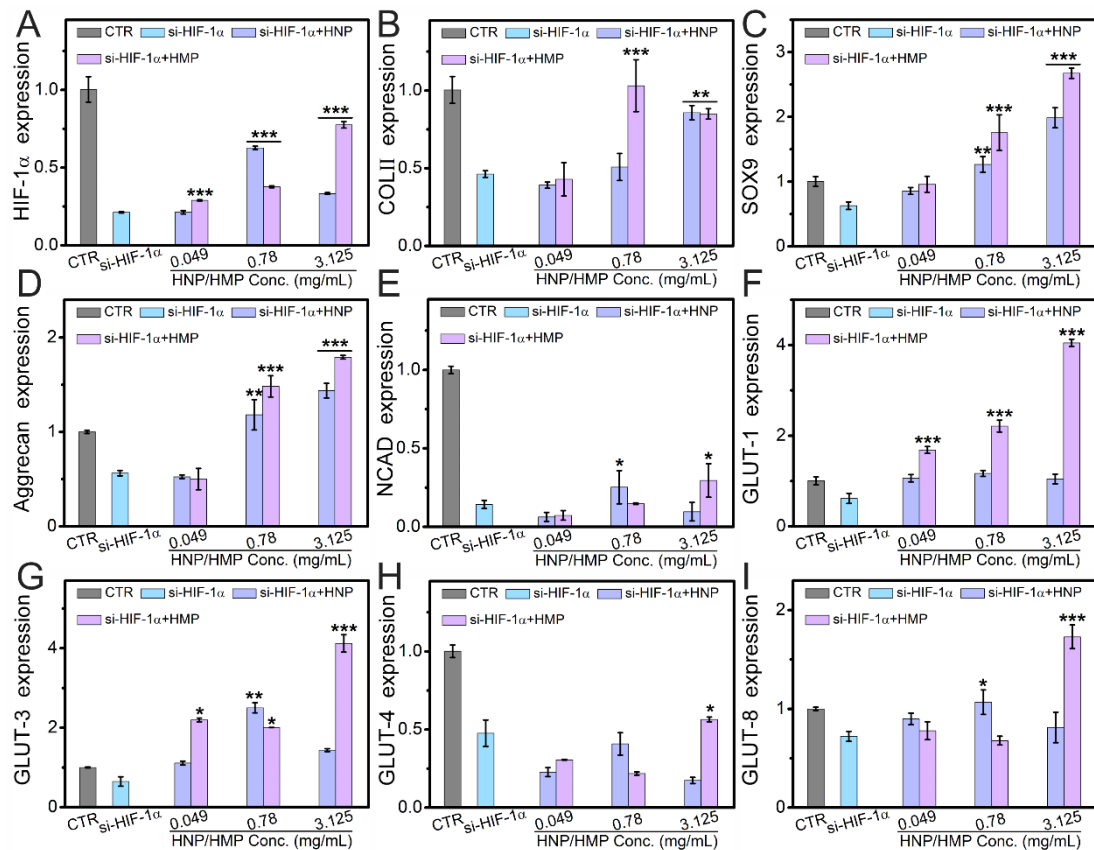 A
CTR si-HIF-1α si-HIF-1α+HNP
si-HIF-1α+HMP
HIF-1α expression
1.0
0.5
0.0
***
***
***
CTR si-HIF-1α 0.049 0.78 3.125
HNP/HMP Conc. (mg/mL)
B
CTR si-HIF-1α si-HIF-1α+HNP
si-HIF-1α+HMP
COLII expression
1.0
0.5
0.0
***
**
CTR si-HIF-1α 0.049 0.78 3.125
HNP/HMP Conc. (mg/mL)
C
CTR si-HIF-1α si-HIF-1α+HNP
si-HIF-1α+HMP
SOX9 expression
3
2
1
0
**
***
***
CTR si-HIF-1α 0.049 0.78 3.125
HNP/HMP Conc. (mg/mL)
D
CTR si-HIF-1α si-HIF-1α+HNP
si-HIF-1α+HMP
Aggrecan expression
2
1
0
**
***
***
CTR si-HIF-1α 0.049 0.78 3.125
HNP/HMP Conc. (mg/mL)
E
CTR si-HIF-1α si-HIF-1α+HNP
si-HIF-1α+HMP
NCAD expression
1.0
0.5
0.0
*
*
CTR si-HIF-1α 0.049 0.78 3.125
HNP/HMP Conc. (mg/mL)
F
CTR si-HIF-1α si-HIF-1α+HNP
si-HIF-1α+HMP
GLUT-1 expression
4
2
0
***
***
***
CTR si-HIF-1α 0.049 0.78 3.125
HNP/HMP Conc. (mg/mL)
G
CTR si-HIF-1α si-HIF-1α+HNP
si-HIF-1α+HMP
GLUT-3 expression
4
2
0
*
**
*
***
CTR si-HIF-1α 0.049 0.78 3.125
HNP/HMP Conc. (mg/mL)
H
CTR si-HIF-1α si-HIF-1α+HNP
si-HIF-1α+HMP
GLUT-4 expression
1.0
0.5
0.0
*
CTR si-HIF-1α 0.049 0.78 3.125
HNP/HMP Conc. (mg/mL)
I
CTR si-HIF-1α si-HIF-1α+HNP
si-HIF-1α+HMP
GLUT-8 expression
2
1
0
*
***
CTR si-HIF-1α 0.049 0.78 3.125
HNP/HMP Conc. (mg/mL)